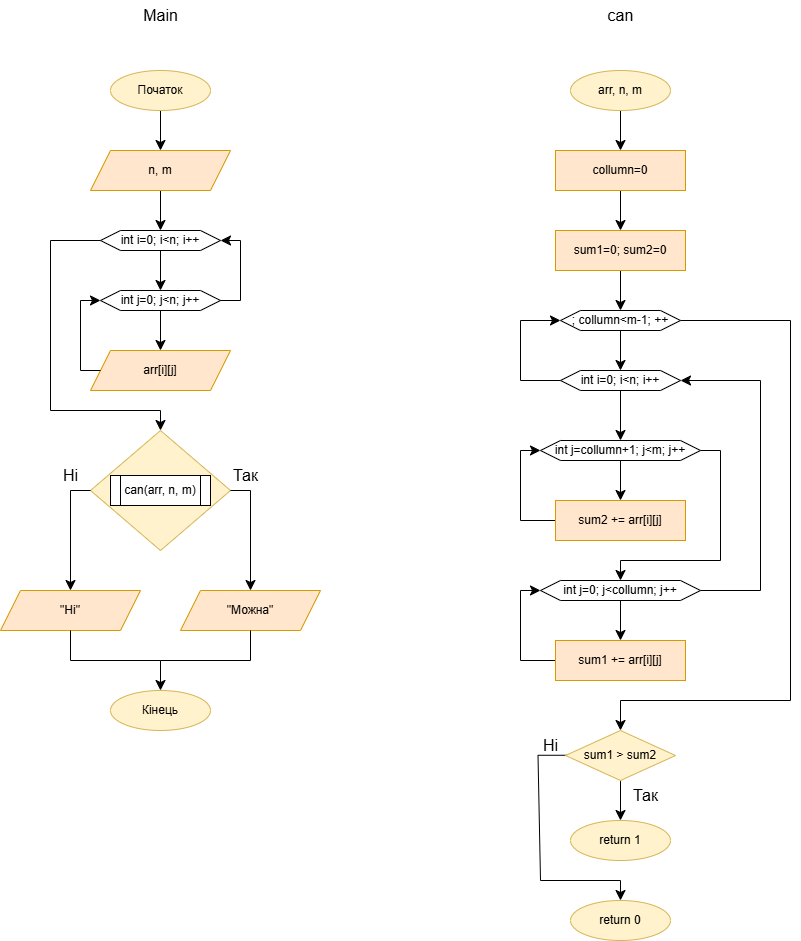 Main
Початок
n, m
int i=0; i<n; i++
int j=0; j<n; j++
arr[i][j]
Ні
Так
can(arr, n, m)
"Ні"
"Можна"
Кінець
can
arr, n, m
collumn=0
sum1=0; sum2=0
; collumn<m-1; ++
int i=0; i<n; i++
int j=collumn+1; j<m; j++
sum2 += arr[i][j]
int j=0; j<collumn; j++
sum1 += arr[i][j]
Ні
sum1 > sum2
Так
return 1
return 0